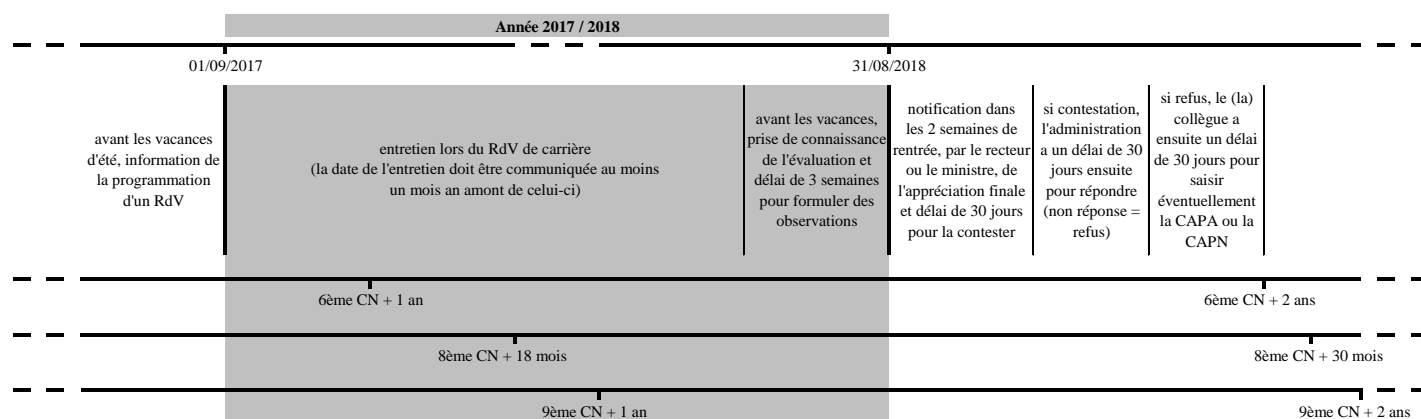 Année 2017 / 2018
01/09/2017
31/08/2018
avant les vacances
d'été, information de
la programmation
d'un RdV
entretien lors du RdV de carrière
(la date de l'entretien doit être communiquée au moins
un mois an amont de celui-ci)
avant les vacances,
prise de connaissance
de l'évaluation et
délai de 3 semaines
pour formuler des
observations
notification dans
les 2 semaines de
rentrée, par le recteur
ou le ministre, de
l'appréciation finale
et délai de 30 jours
pour la contester
si contestation,
l'administration
a un délai de 30
jours ensuite
pour répondre
(non réponse =
refus)
si refus, le (la)
collègue a
ensuite un délai
de 30 jours pour
saisir
éventuellement
la CAPA ou la
CAPN
6ème CN + 1 an
6ème CN + 2 ans
8ème CN + 18 mois
8ème CN + 30 mois
9ème CN + 1 an
9ème CN + 2 ans